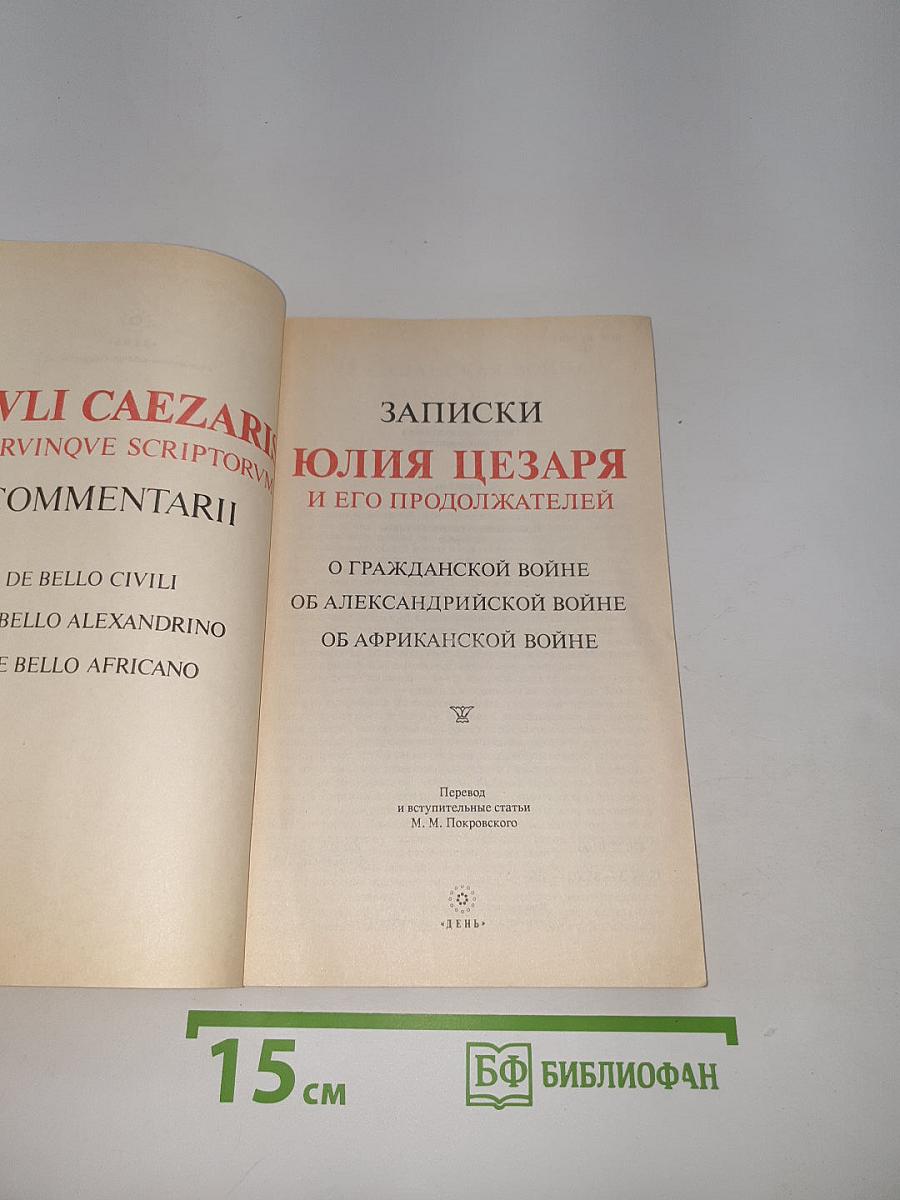 VLI CAEZARIS
RVINQVE SCRIPTORVM
COMMENTARII
DE BELLO CIVILI
BELLO ALEXANDRINO
E BELLO AFRICANO
ЗАПИСКИ
ЮЛИЯ ЦЕЗАРЯ
И ЕГО ПРОДОЛЖАТЕЛЕЙ
О ГРАЖДАНСКОЙ ВОЙНЕ
ОБ АЛЕКСАНДРИЙСКОЙ ВОЙНЕ
ОБ АФРИКАНСКОЙ ВОЙНЕ
Перевод
и вступительные статьи
М. М. Покровского
«ДЕНЬ»
15 см
БФ БИБЛИОФАН